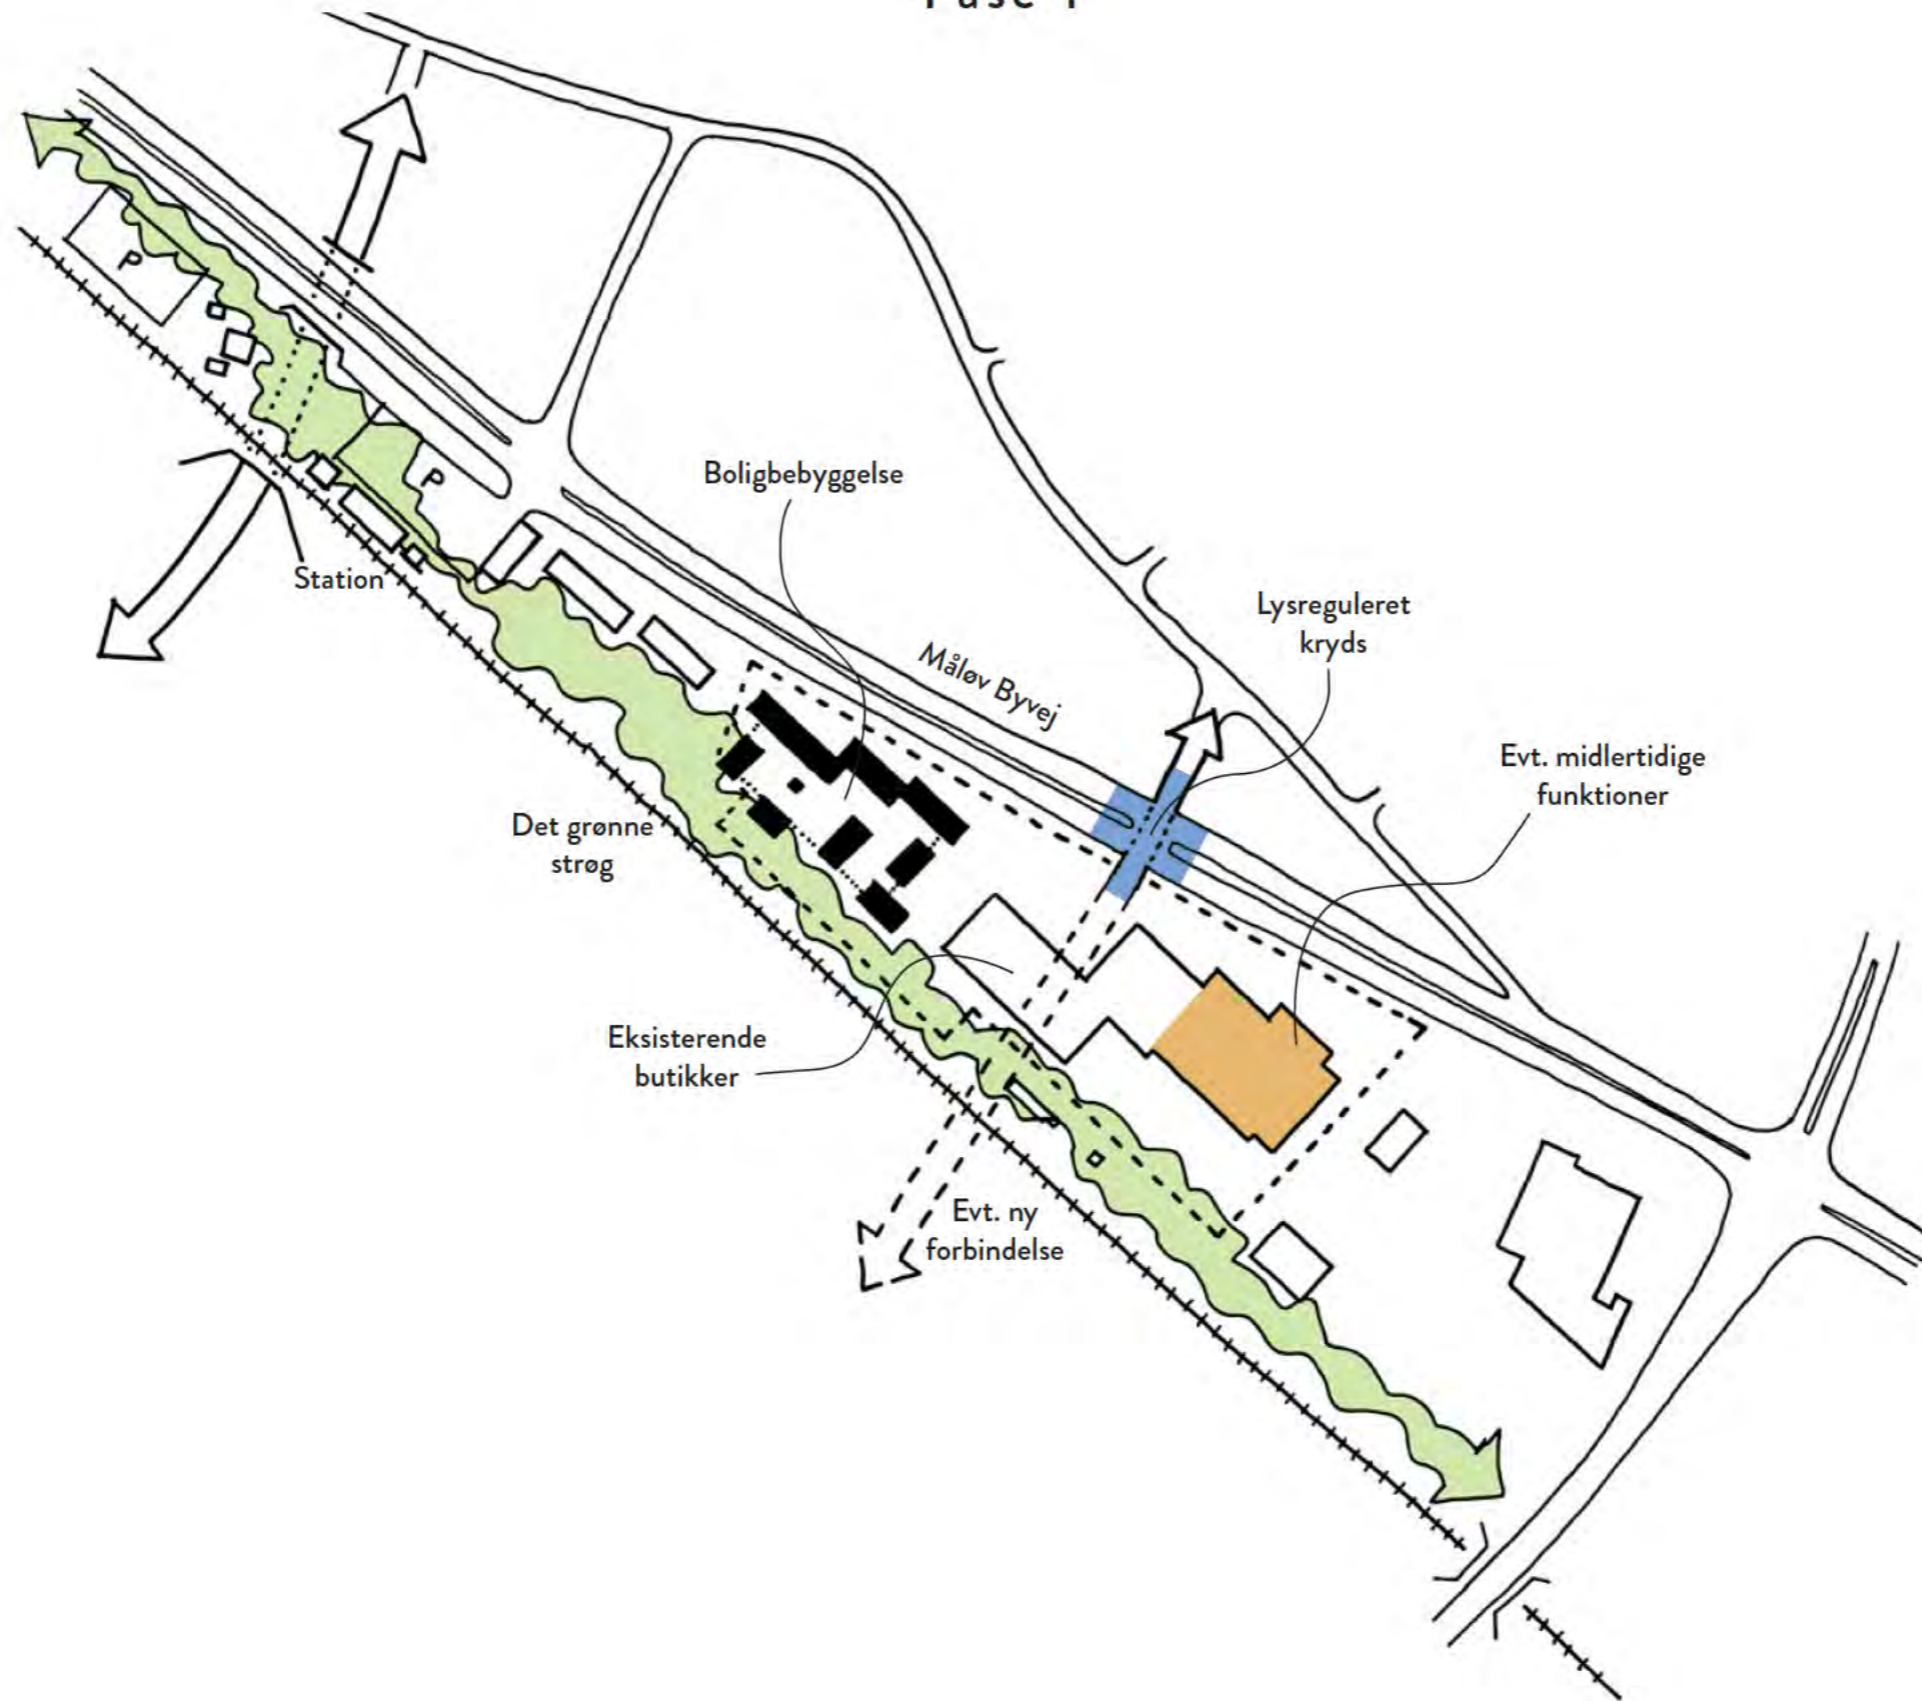 P
P
Station
Boligbebyggelse
Måløv Byvej
Lysreguleret
kryds
Evt. midlertidige
funktioner
Det grønne
strøg
Eksisterende
butikker
Evt. ny
forbindelse